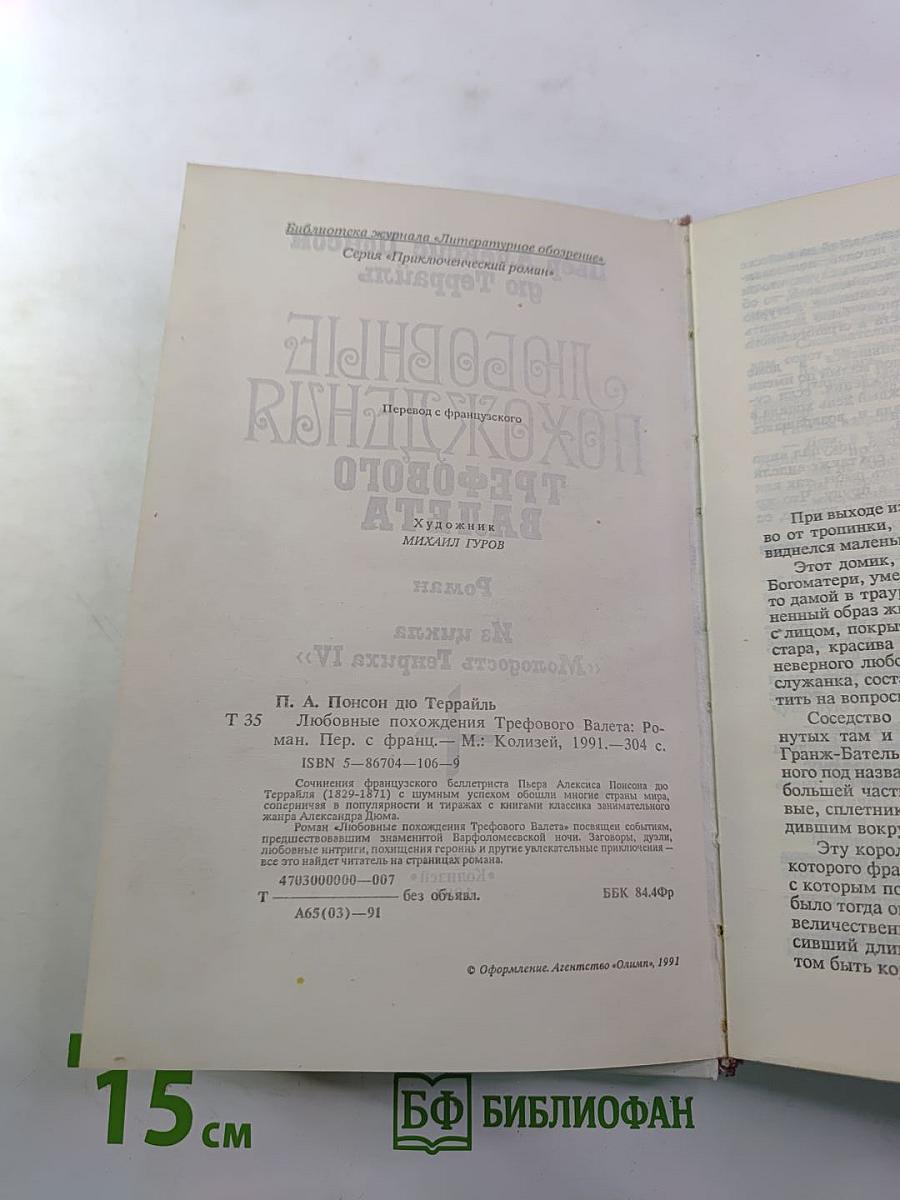 Библиотека журнала «Литературное обозрение»
Серия «Приключенческий роман»
Перевод с французского
Художник
МИХАИЛ ГУРОВ
П. А. Понсон дю Террайль
Т 35 Любовные похождения Трефового Валета: Ро-
ман. Пер. с франц.— М.: Колизей, 1991.—304 с.
ISBN 5—86704—106—9
Сочинения французского беллетриста Пьера Алексиса Понсона дю
Террайля (1829-1871) с шумным успехом обошли многие страны мира,
соперничая в популярности и тиражах с книгами классика занимательного
жанра Александра Дюма.
Роман «Любовные похождения Трефового Валета» посвящен событиям,
предшествовавшим знаменитой Варфоломеевской ночи. Заговоры, дуэли,
любовные интриги, похищения героинь и другие увлекательные приключения —
все это найдет читатель на страницах романа.
4703000000—007
Т ——— без объявл. ББК 84.4Фр
А65(03)—91
© Оформление. Агентство «Олимп», 1991
При выходе из
во от тропинки,
виднелся малень
Этот домик,
Богоматери, уме
то дамой в трау
ненный образ жи
с лицом, покры
стара, красива
неверного любо
служанка, сост
тить на вопрос
Соседство
нутых там и
Гранж-Бател
ного под назва
большей част
вые, сплетник
дившим вокру
Эту корол
которого фра
с которым по
было тогда о
величествен
сивший дли
том быть ко
15 см
БФ БИБЛИОФАН